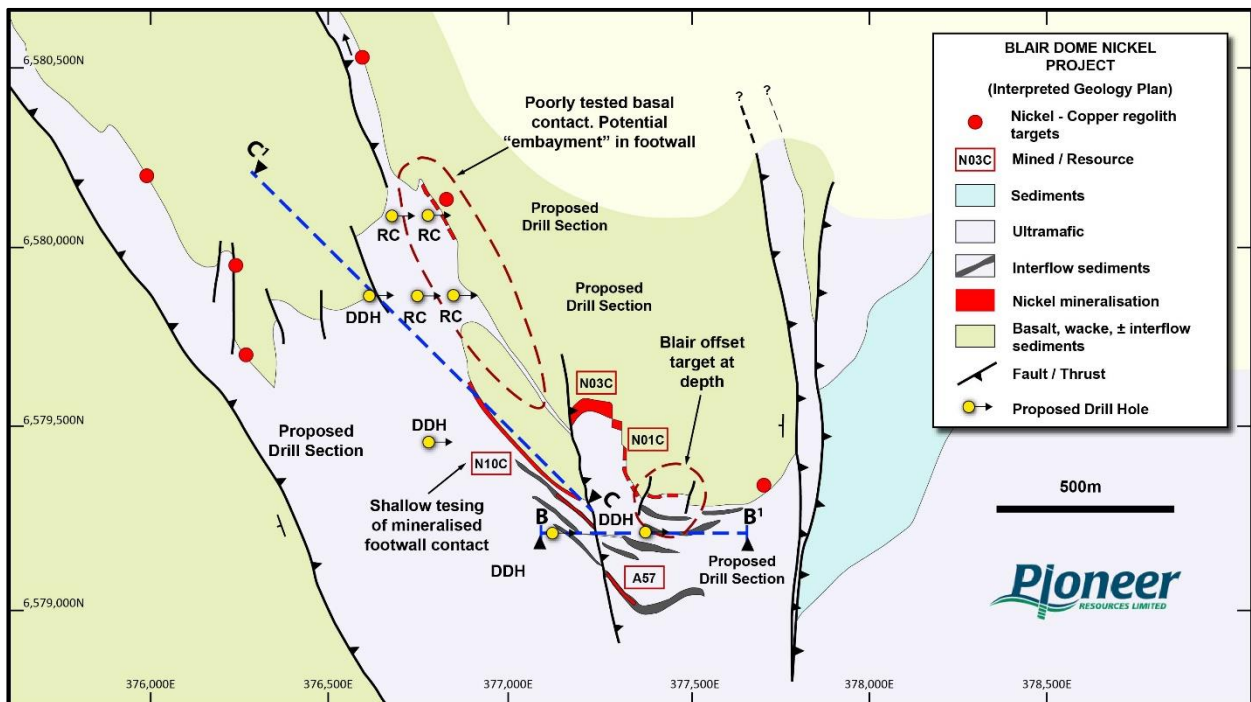 6,580,500N
6,580,000N
6,579,500N
6,579,000N
376,000E
376,500E
377,000E
377,500E
378,000E
378,500E
C¹
Poorly tested basal
contact. Potential
“embayment” in footwall
? ?
Proposed
Drill Section
RC RC
Proposed
Drill Section
DDH RC RC
Blair offset
target at
depth
N03C
N01C
Proposed
Drill Section
DDH
N10C
Shallow tesing
of mineralised
footwall contact
C
B
DDH
B¹
DDH
Proposed
Drill Section
A57
BLAIR DOME NICKEL
PROJECT
(Interpreted Geology Plan)
Nickel - Copper regolith
targets
N03C
Mined / Resource
Sediments
Ultramafic
Interflow sediments
Nickel mineralisation
Basalt, wacke, ± interflow
sediments
Fault / Thrust
Proposed Drill Hole
500m
Pioneer
RESOURCES LIMITED